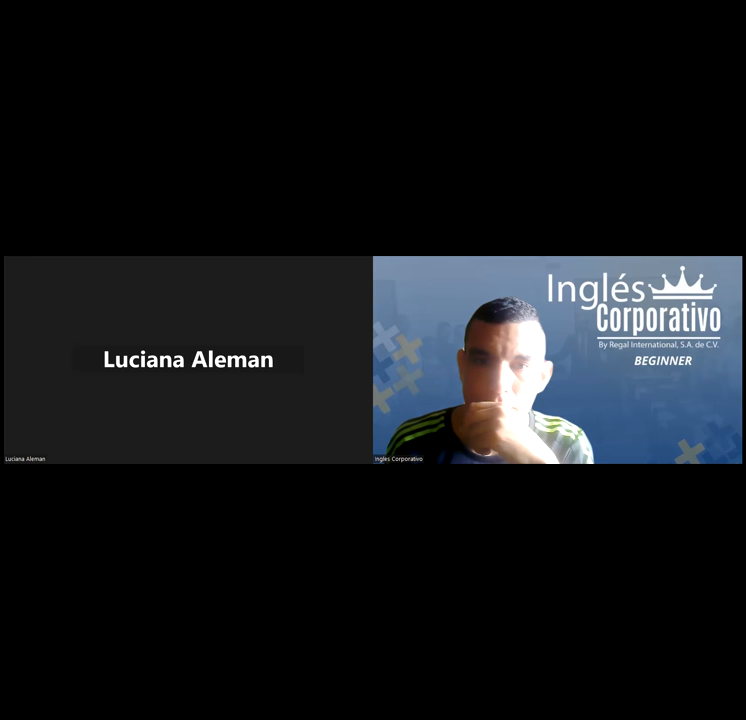 Luciana Aleman
Luciana Aleman
Inglés
Corporativo
By Regal International, S.A. de C.V.
BEGINNER
Ingles Corporativo